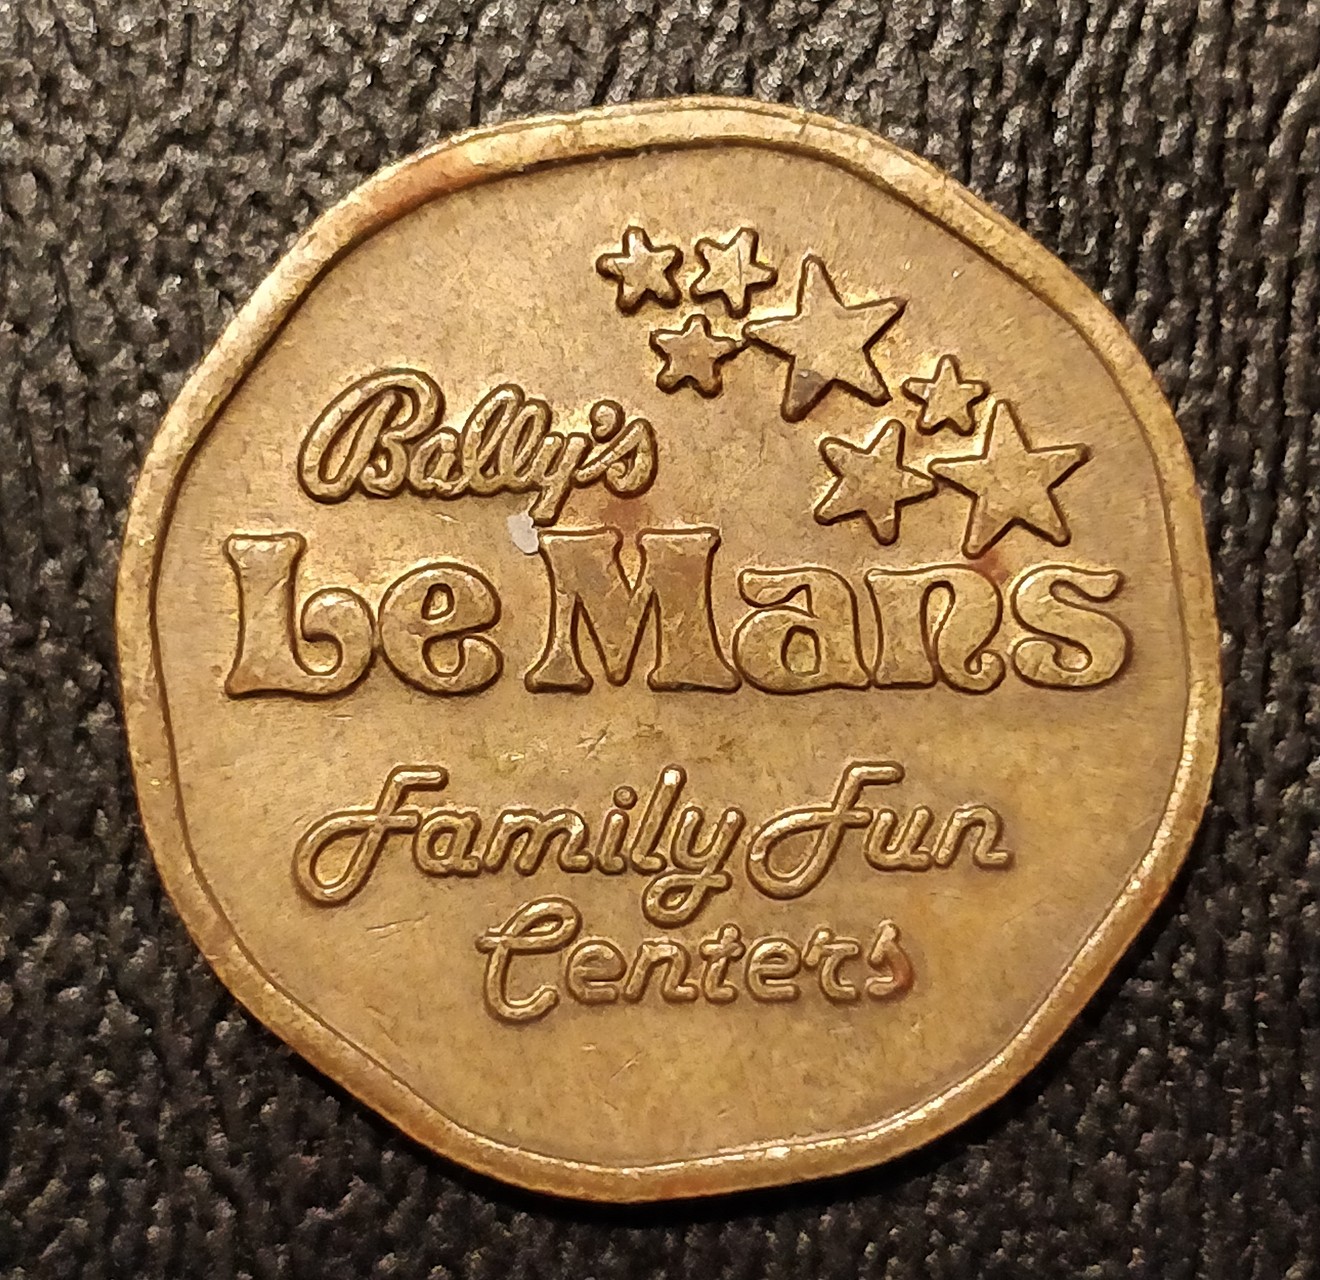 Bally's
Le Mans
Family Fun
Centers